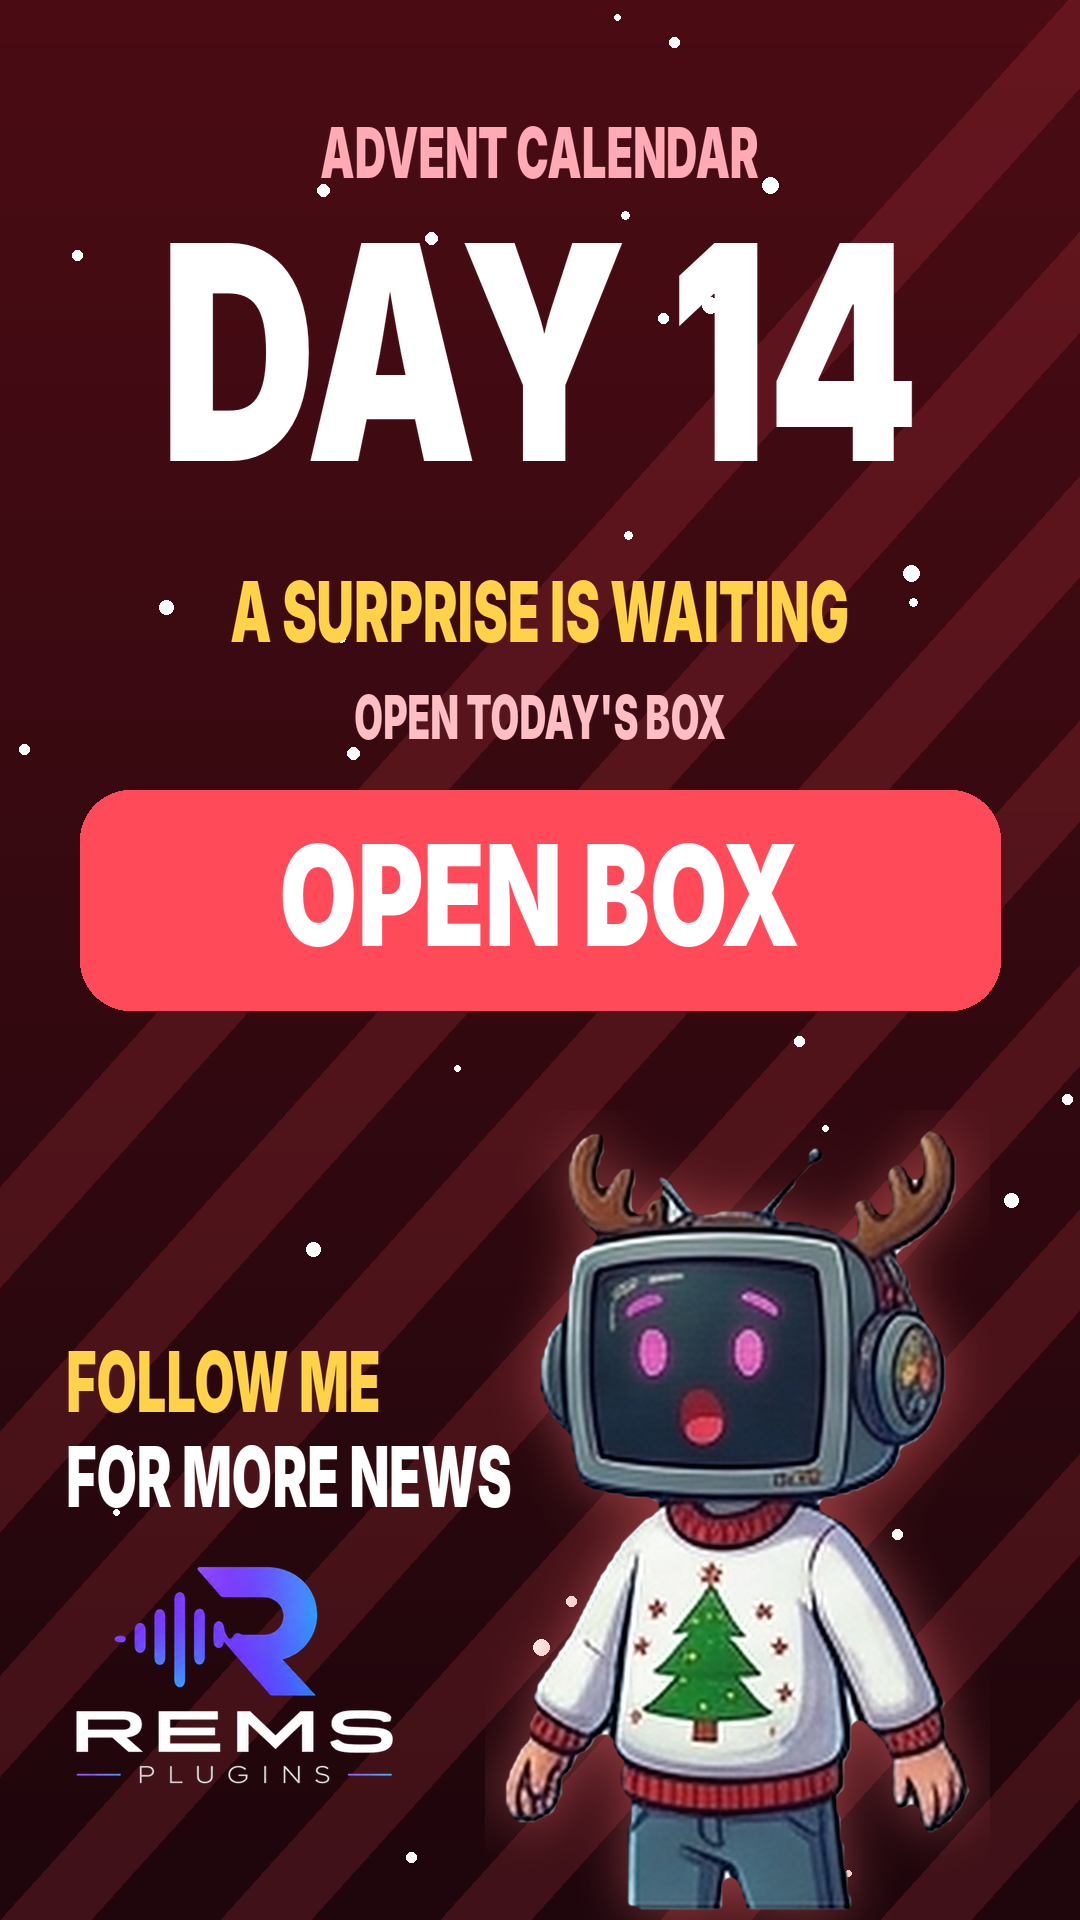 ADVENT CALENDAR
DAY 14
A SURPRISE IS WAITING
OPEN TODAY'S BOX
OPEN BOX
FOLLOW ME
FOR MORE NEWS
REMS
PLUGINS